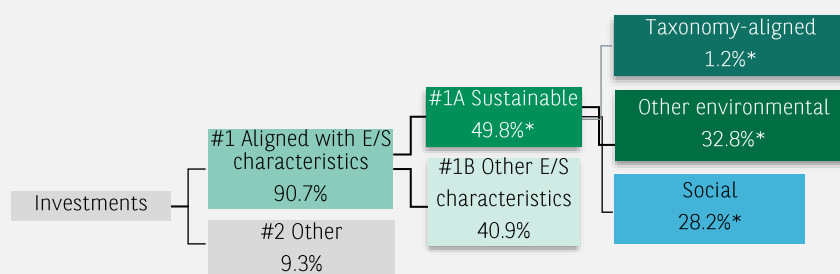 Taxonomy-aligned
1.2%*
#1A Sustainable
49.8%*
Other environmental
32.8%*
#1 Aligned with E/S
characteristics
90.7%
#1B Other E/S
characteristics
40.9%
Social
28.2%*
Investments
#2 Other
9.3%